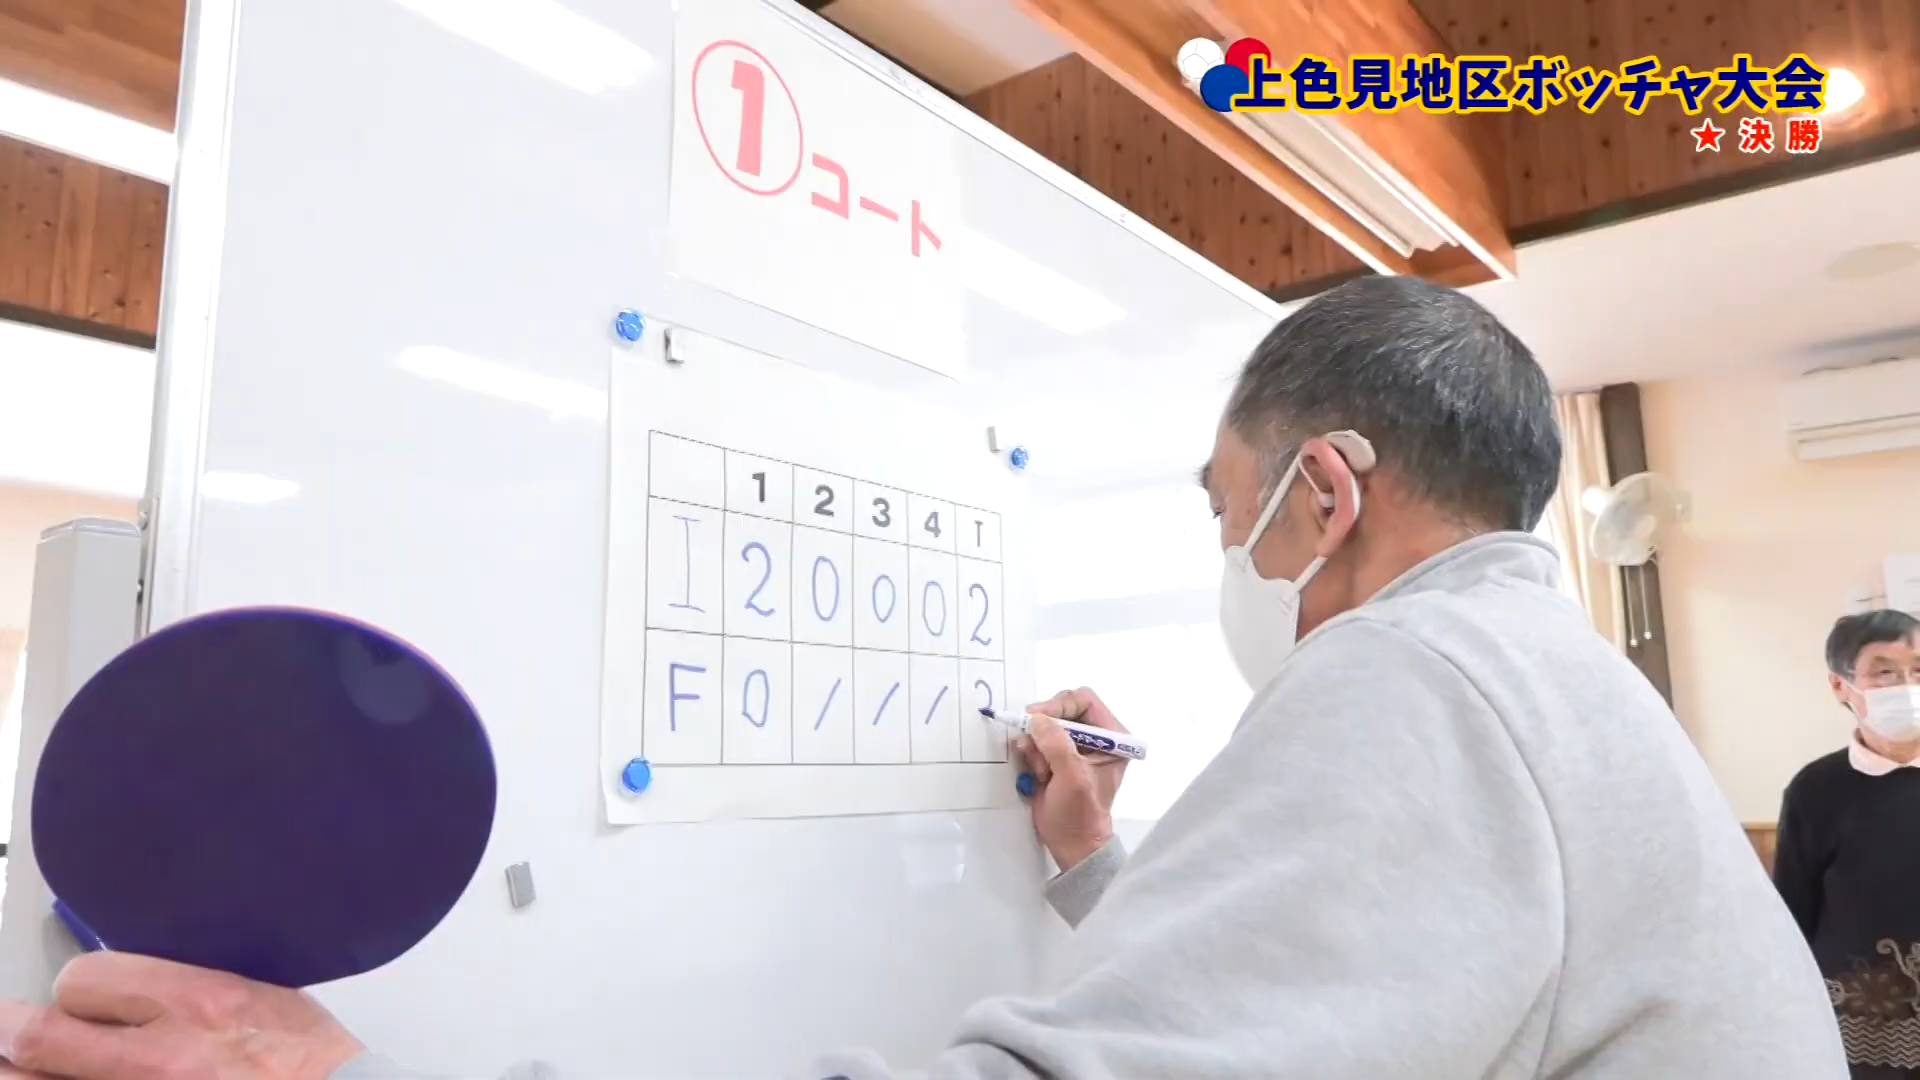 上色見地区ボッチャ大会
★決勝
①コート
1 2 3 4 T
I 2 0 0 0 2
F 0 / / /